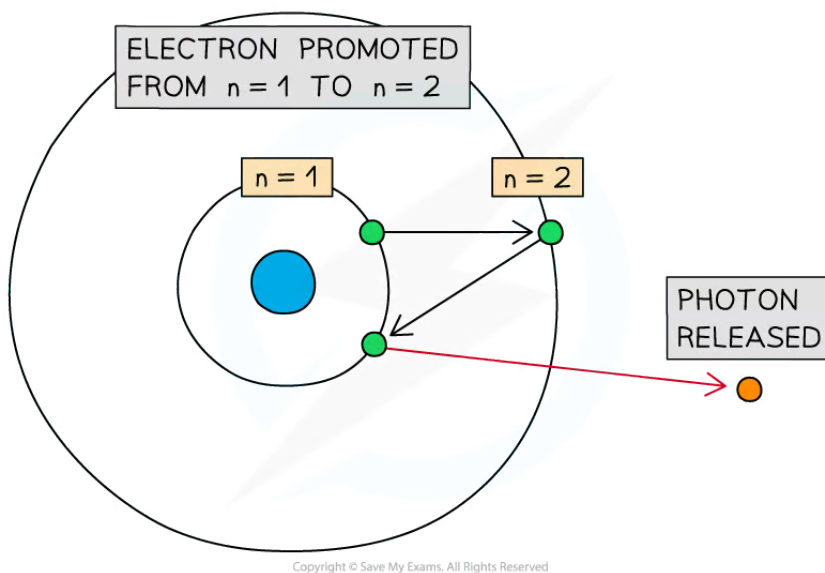 ELECTRON PROMOTED
FROM n = 1 TO n = 2
n = 1
n = 2
PHOTON
RELEASED
Copyright © Save My Exams. All Rights Reserved